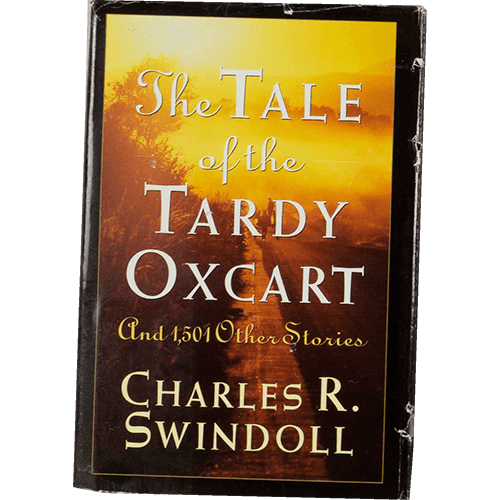 The TALE
of the
TARDY
OXCART
And 1,501 Other Stories
CHARLES R.
SWINDOLL